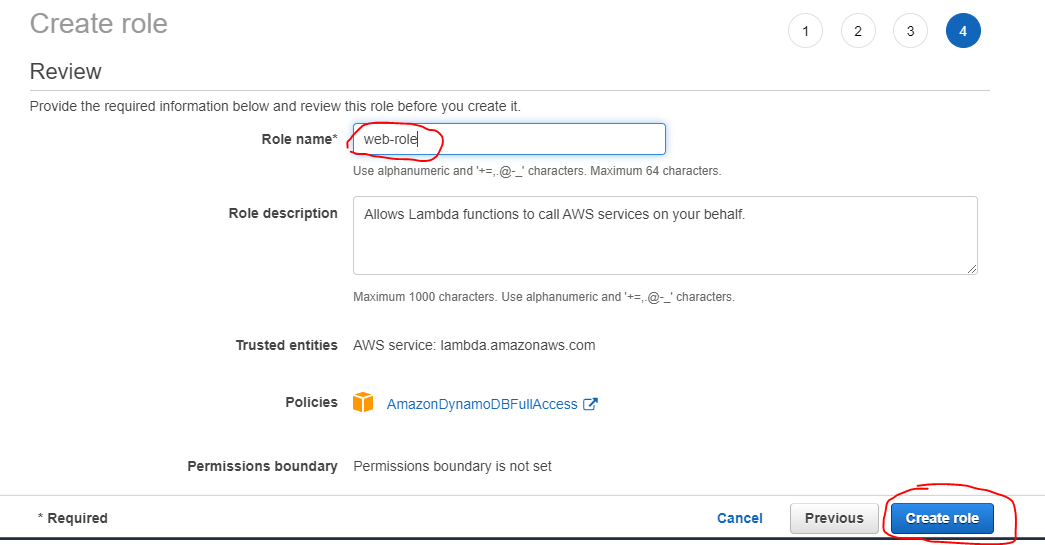 Create role
1 2 3 4
Review
Provide the required information below and review this role before you create it.
Role name* web-role
Use alphanumeric and '+=,.@-_' characters. Maximum 64 characters.
Role description Allows Lambda functions to call AWS services on your behalf.
Maximum 1000 characters. Use alphanumeric and '+=,.@-_' characters.
Trusted entities AWS service: lambda.amazonaws.com
Policies AmazonDynamoDBFullAccess
Permissions boundary Permissions boundary is not set
* Required Cancel Previous Create role